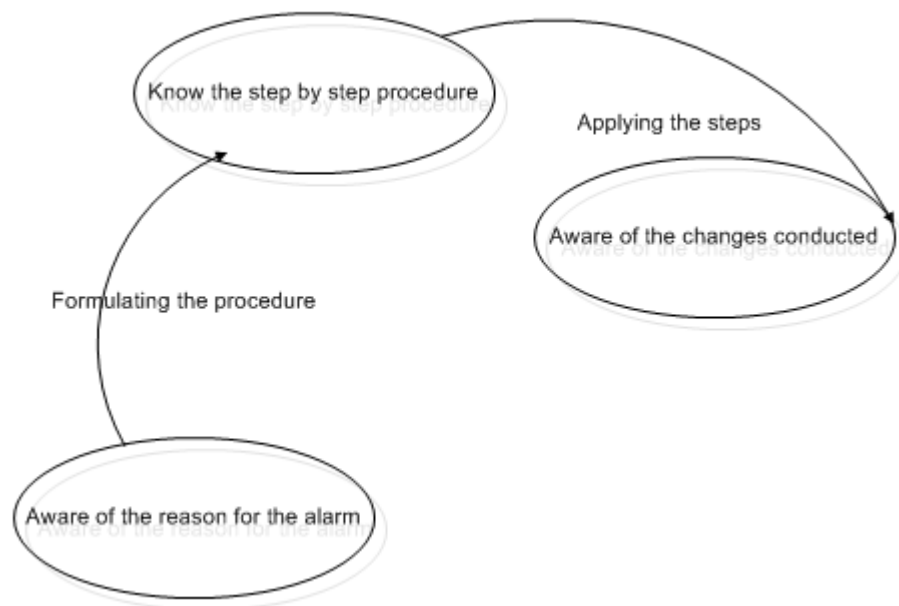 Know the step by step procedure
Applying the steps
Aware of the changes conducted
Formulating the procedure
Aware of the reason for the alarm